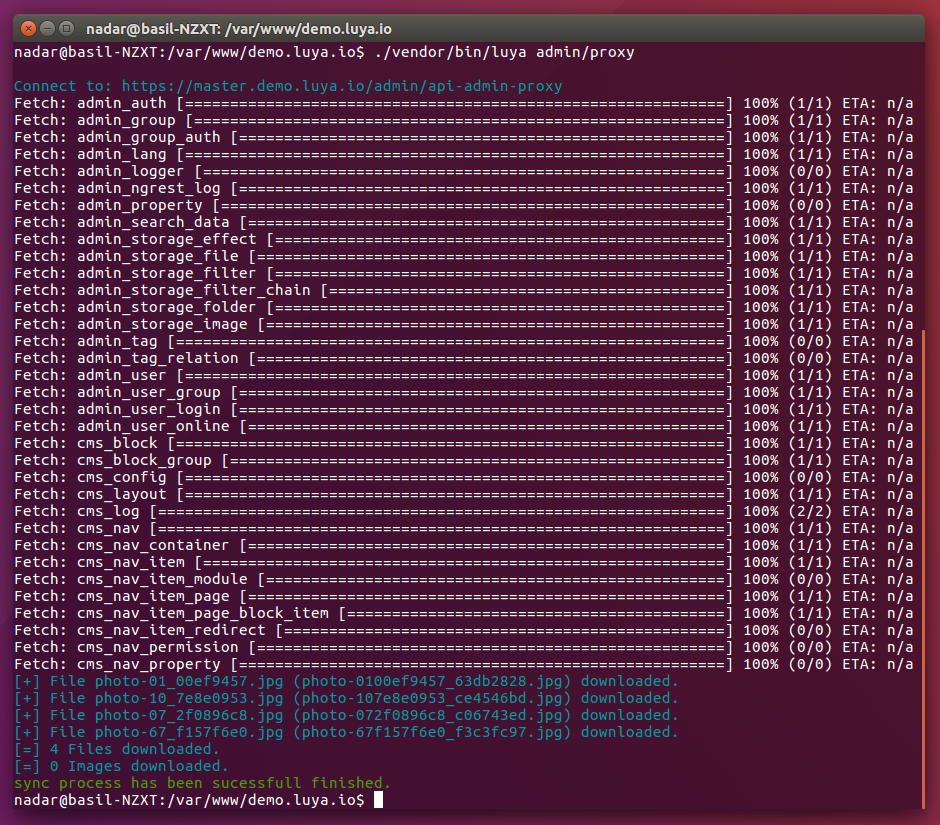 nadar@basil-NZXT: /var/www/demo.luya.io
nadar@basil-NZXT:/var/www/demo.luya.io$ ./vendor/bin/luya admin/proxy
Connect to: https://master.demo.luya.io/admin/api-admin-proxy
Fetch: admin_auth [============================================================] 100% (1/1) ETA: n/a
Fetch: admin_group [===========================================================] 100% (1/1) ETA: n/a
Fetch: admin_group_auth [======================================================] 100% (1/1) ETA: n/a
Fetch: admin_lang [============================================================] 100% (1/1) ETA: n/a
Fetch: admin_logger [==========================================================] 100% (0/0) ETA: n/a
Fetch: admin_ngrest_log [======================================================] 100% (1/1) ETA: n/a
Fetch: admin_property [========================================================] 100% (0/0) ETA: n/a
Fetch: admin_search_data [=====================================================] 100% (1/1) ETA: n/a
Fetch: admin_storage_effect [==================================================] 100% (1/1) ETA: n/a
Fetch: admin_storage_file [====================================================] 100% (1/1) ETA: n/a
Fetch: admin_storage_filter [==================================================] 100% (1/1) ETA: n/a
Fetch: admin_storage_filter_chain [============================================] 100% (1/1) ETA: n/a
Fetch: admin_storage_folder [==================================================] 100% (1/1) ETA: n/a
Fetch: admin_storage_image [===================================================] 100% (1/1) ETA: n/a
Fetch: admin_tag [=============================================================] 100% (0/0) ETA: n/a
Fetch: admin_tag_relation [====================================================] 100% (0/0) ETA: n/a
Fetch: admin_user [============================================================] 100% (1/1) ETA: n/a
Fetch: admin_user_group [======================================================] 100% (1/1) ETA: n/a
Fetch: admin_user_login [======================================================] 100% (1/1) ETA: n/a
Fetch: admin_user_online [=====================================================] 100% (1/1) ETA: n/a
Fetch: cms_block [=============================================================] 100% (1/1) ETA: n/a
Fetch: cms_block_group [=======================================================] 100% (1/1) ETA: n/a
Fetch: cms_config [============================================================] 100% (0/0) ETA: n/a
Fetch: cms_layout [============================================================] 100% (1/1) ETA: n/a
Fetch: cms_log [===============================================================] 100% (2/2) ETA: n/a
Fetch: cms_nav [===============================================================] 100% (1/1) ETA: n/a
Fetch: cms_nav_container [=====================================================] 100% (1/1) ETA: n/a
Fetch: cms_nav_item [==========================================================] 100% (1/1) ETA: n/a
Fetch: cms_nav_item_module [===================================================] 100% (0/0) ETA: n/a
Fetch: cms_nav_item_page [=====================================================] 100% (1/1) ETA: n/a
Fetch: cms_nav_item_page_block_item [==========================================] 100% (1/1) ETA: n/a
Fetch: cms_nav_item_redirect [=================================================] 100% (0/0) ETA: n/a
Fetch: cms_nav_permission [====================================================] 100% (0/0) ETA: n/a
Fetch: cms_nav_property [======================================================] 100% (0/0) ETA: n/a
[+] File photo-01_00ef9457.jpg (photo-0100ef9457_63db2828.jpg) downloaded.
[+] File photo-10_7e8e0953.jpg (photo-107e8e0953_ce4546bd.jpg) downloaded.
[+] File photo-07_2f0896c8.jpg (photo-072f0896c8_c06743ed.jpg) downloaded.
[+] File photo-67_f157f6e0.jpg (photo-67f157f6e0_f3c3fc97.jpg) downloaded.
[=] 4 Files downloaded.
[=] 0 Images downloaded.
sync process has been sucessfull finished.
nadar@basil-NZXT:/var/www/demo.luya.io$